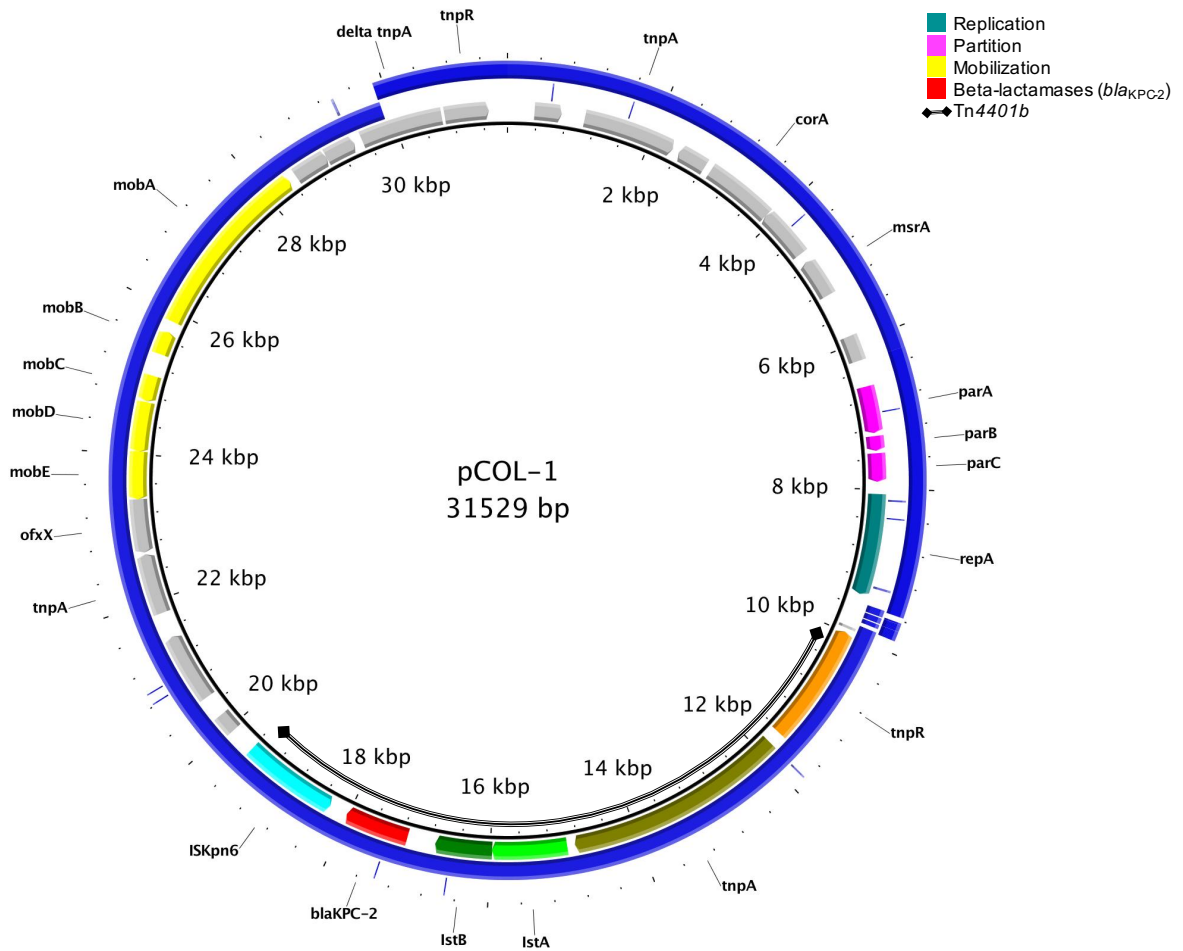 tnpR
delta tnpA
tnpA
corA
msrA
parA
parB
parC
repA
tnpR
tnpA
IstA
IstB
blaKPC-2
ISKpn6
tnpA
ofxX
mobE
mobD
mobC
mobB
mobA
Replication
Partition
Mobilization
Beta-lactamases (blaKPC-2)
Tn4401b
2 kbp
4 kbp
6 kbp
8 kbp
10 kbp
12 kbp
14 kbp
16 kbp
18 kbp
20 kbp
22 kbp
24 kbp
26 kbp
28 kbp
30 kbp
pCOL-1
31529 bp